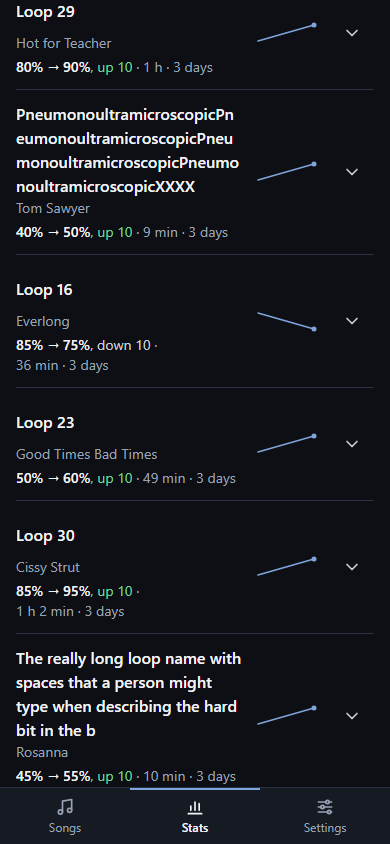 Loop 29
Hot for Teacher
80% → 90%, up 10 · 1 h · 3 days
PneumonoultramicroscopicPn
eumonoultramicroscopicPneu
monoultramicroscopicPneumo
noultramicroscopicXXXX
Tom Sawyer
40% → 50%, up 10 · 9 min · 3 days
Loop 16
Everlong
85% → 75%, down 10 ·
36 min · 3 days
Loop 23
Good Times Bad Times
50% → 60%, up 10 · 49 min · 3 days
Loop 30
Cissy Strut
85% → 95%, up 10 ·
1 h 2 min · 3 days
The really long loop name with
spaces that a person might
type when describing the hard
bit in the b
Rosanna
45% → 55%, up 10 · 10 min · 3 days
Songs
Stats
Settings